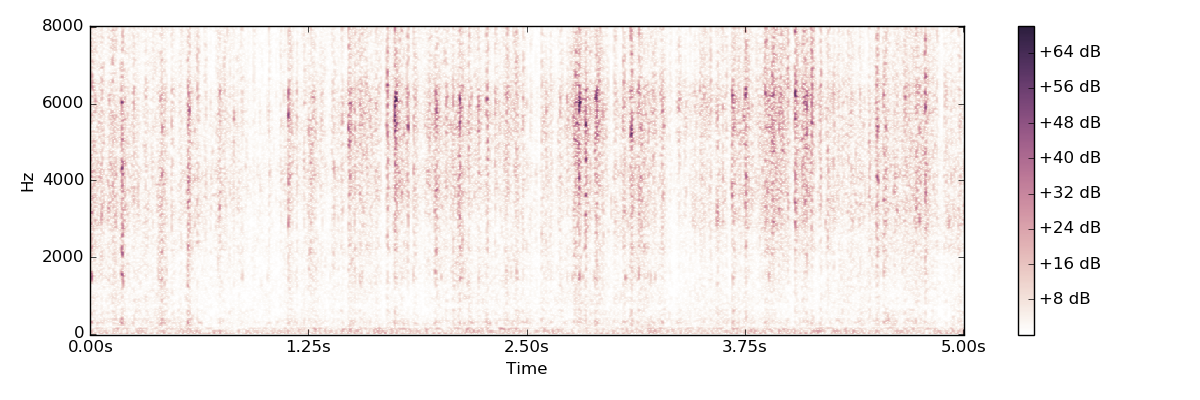 8000
6000
4000
2000
0
Hz
0.00s 1.25s 2.50s 3.75s 5.00s
Time
+64 dB
+56 dB
+48 dB
+40 dB
+32 dB
+24 dB
+16 dB
+8 dB